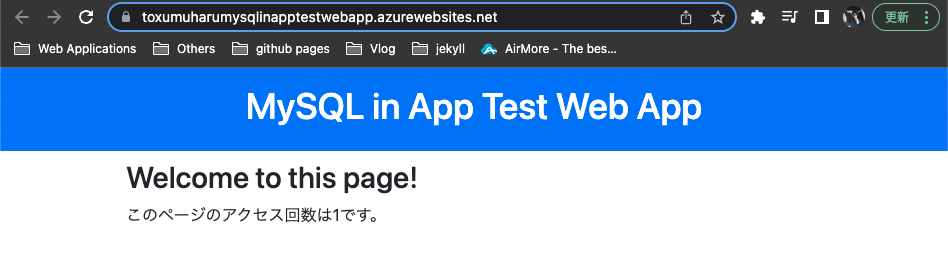 toxumuharumysqlinapptestwebapp.azurewebsites.net
更新
Web Applications Others github pages Vlog jekyll AirMore - The bes...
MySQL in App Test Web App
Welcome to this page!
このページのアクセス回数は1です。